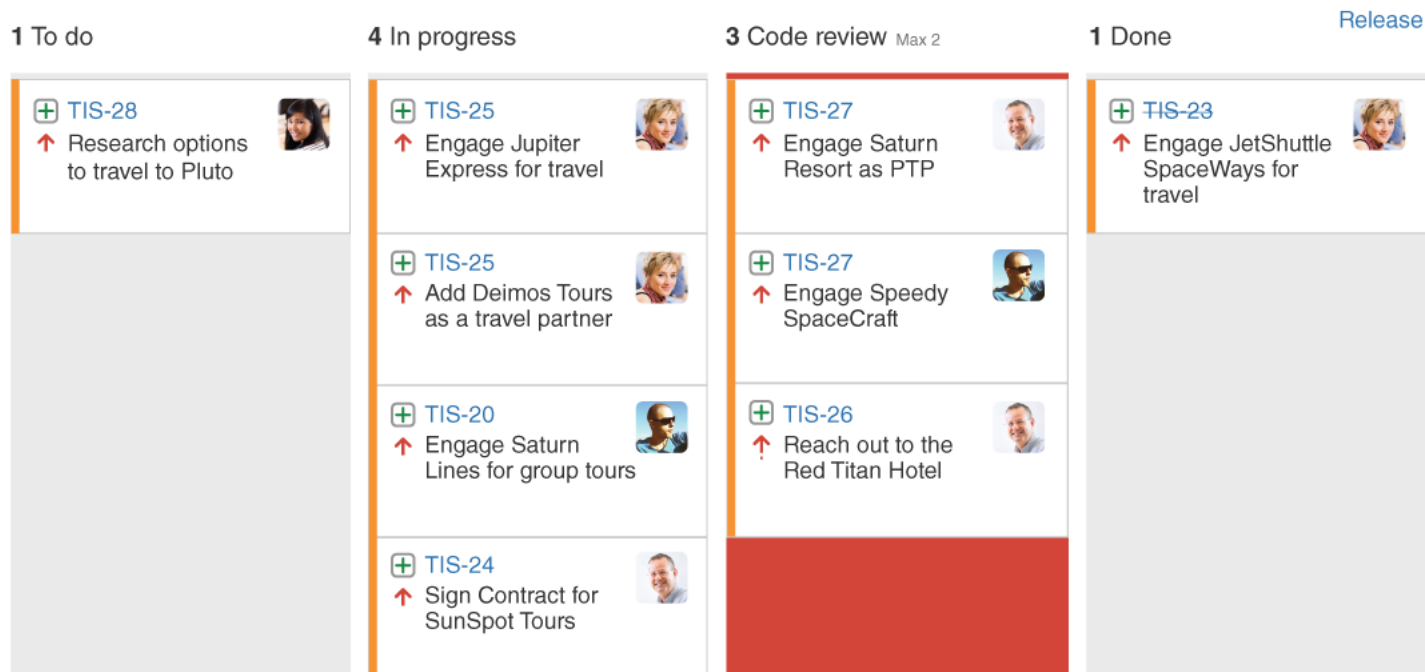 Release
1 To do
4 In progress
3 Code review Max 2
1 Done
TIS-28
Research options
to travel to Pluto
TIS-25
Engage Jupiter
Express for travel
TIS-25
Add Deimos Tours
as a travel partner
TIS-20
Engage Saturn
Lines for group tours
TIS-24
Sign Contract for
SunSpot Tours
TIS-27
Engage Saturn
Resort as PTP
TIS-27
Engage Speedy
SpaceCraft
TIS-26
Reach out to the
Red Titan Hotel
TIS-23
Engage JetShuttle
SpaceWays for
travel